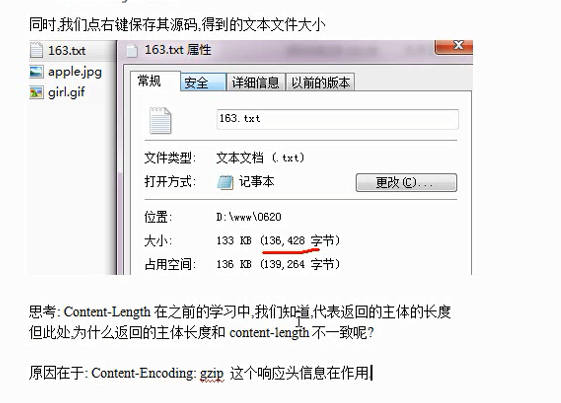 同时,我们点右键保存其源码,得到的文本文件大小
163.txt
apple.jpg
girl.gif
163.txt 属性
常规 安全 详细信息 以前的版本
163.txt
文件类型: 文本文档 (.txt)
打开方式: 记事本 更改(C)...
位置: D:\www\0620
大小: 133 KB (136,428 字节)
占用空间: 136 KB (139,264 字节)
思考: Content-Length 在之前的学习中,我们知道,代表返回的主体的长度
但此处,为什么返回的主体长度和 content-length 不一致呢?
原因在于: Content-Encoding: gzip 这个响应头信息在作用